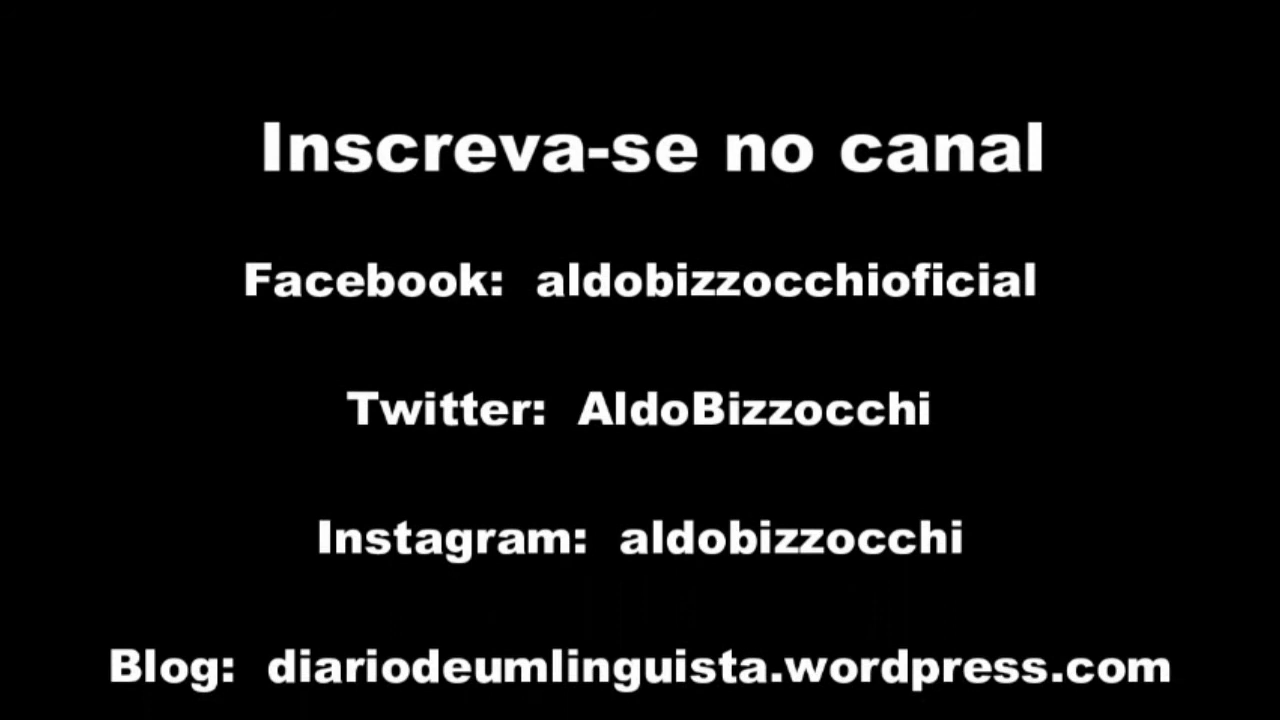 Inscreva-se no canal
Facebook: aldobizzocchioficial
Twitter: AldoBizzocchi
Instagram: aldobizzocchi
Blog: diariodeumlinguista.wordpress.com